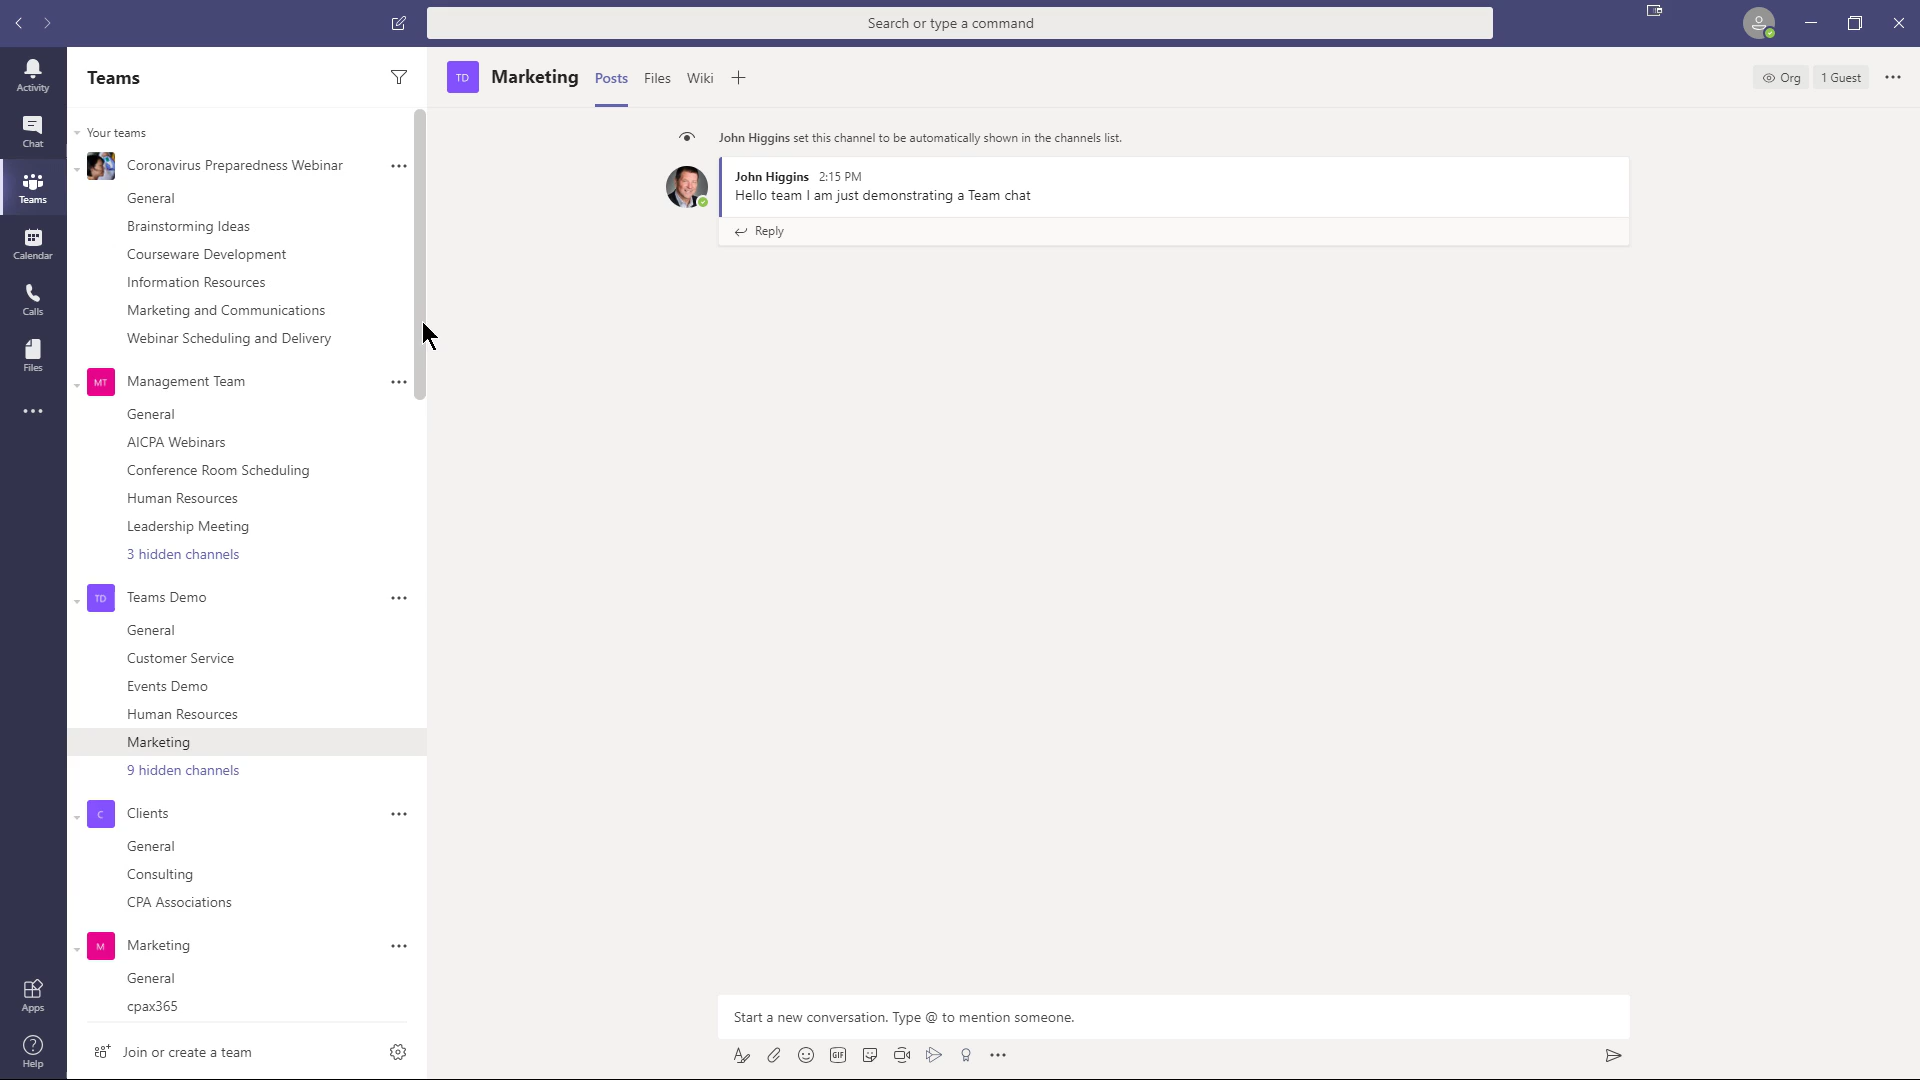 Search or type a command
Activity
Chat
Teams
Calendar
Calls
Files
Apps
Help
Teams
Your teams
Coronavirus Preparedness Webinar
General
Brainstorming Ideas
Courseware Development
Information Resources
Marketing and Communications
Webinar Scheduling and Delivery
MT Management Team
General
AICPA Webinars
Conference Room Scheduling
Human Resources
Leadership Meeting
3 hidden channels
TD Teams Demo
General
Customer Service
Events Demo
Human Resources
Marketing
9 hidden channels
C Clients
General
Consulting
CPA Associations
M Marketing
General
cpax365
Join or create a team
TD Marketing Posts Files Wiki
Org 1 Guest
John Higgins set this channel to be automatically shown in the channels list.
John Higgins 2:15 PM
Hello team I am just demonstrating a Team chat
Reply
Start a new conversation. Type @ to mention someone.
GIF